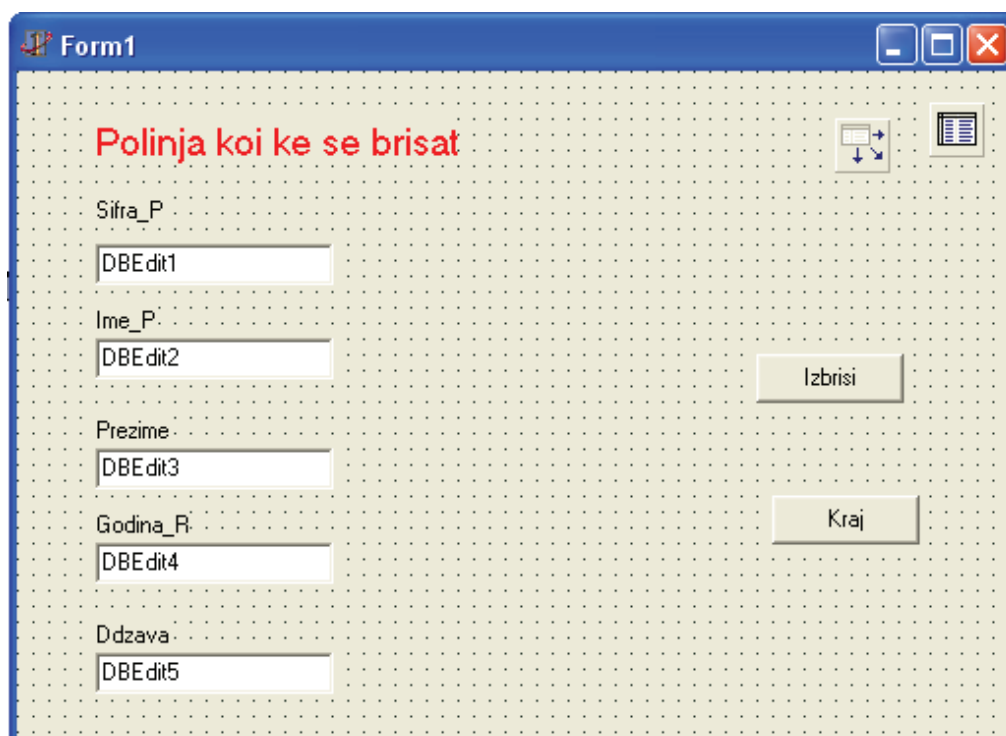 Form1
Polinja koi ke se brisat
Sifra_P
DBEdit1
Ime_P
DBEdit2
Izbrisi
Prezime
DBEdit3
Kraj
Godina_R
DBEdit4
Ddzava
DBEdit5